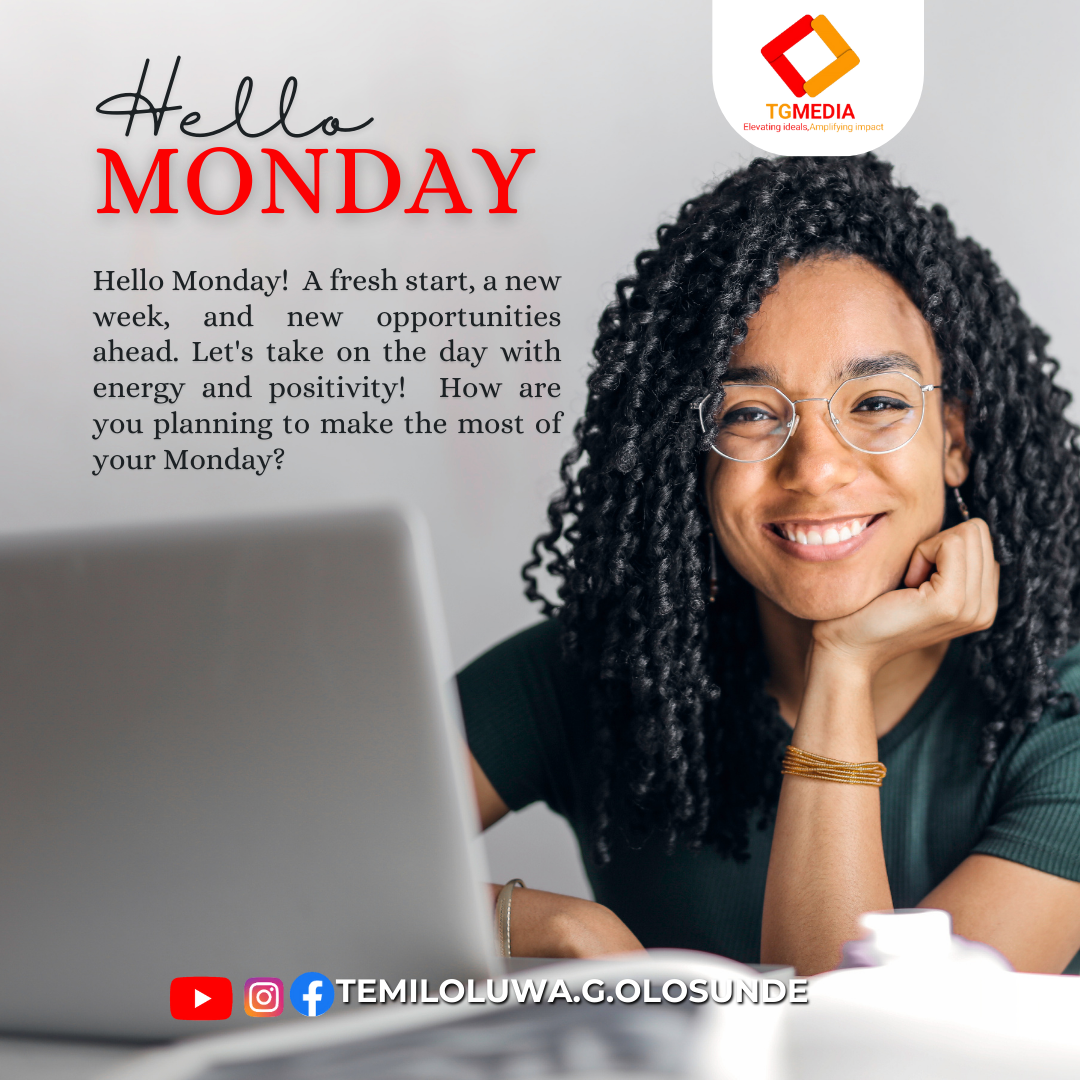 Hello
MONDAY
TGMEDIA
Elevating ideals,Amplifying impact
Hello Monday!  A fresh start, a new
week, and new opportunities
ahead. Let's take on the day with
energy and positivity!  How are
you planning to make the most of
your Monday?
TEMILOLUWA.G.OLOSUNDE